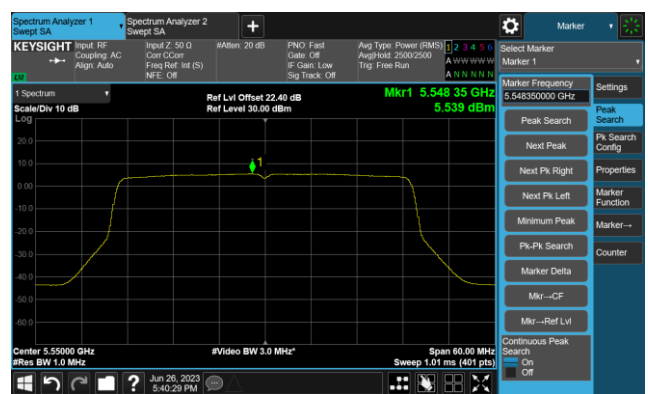 Spectrum Analyzer 1
Swept SA
Spectrum Analyzer 2
Swept SA
+
Marker
KEYSIGHT
Input: RF
Coupling: AC
Align: Auto
Input Z: 50 Ω
Corr CCorr
Freq Ref: Int (S)
NFE: Off
#Atten: 20 dB
PNO: Fast
Gate: Off
IF Gain: Low
Sig Track: Off
Avg Type: Power (RMS)
Avg|Hold: 2500/2500
Trig: Free Run
1 2 3 4 5 6
A W W W W W
A N N N N N
Select Marker
Marker 1
1 Spectrum
Scale/Div 10 dB
Log
Ref Lvl Offset 22.40 dB
Ref Level 30.00 dBm
Mkr1 5.548 35 GHz
5.539 dBm
20.0
10.0
0.00
-10.0
-20.0
-30.0
-40.0
-50.0
-60.0
1
Center 5.55000 GHz
#Res BW 1.0 MHz
#Video BW 3.0 MHz*
Span 60.00 MHz
Sweep 1.01 ms (401 pts)
Jun 26, 2023
5:40:29 PM
?
Marker Frequency
5.548350000 GHz
Peak Search
Next Peak
Next Pk Right
Next Pk Left
Minimum Peak
Pk-Pk Search
Marker Delta
Mkr→CF
Mkr→Ref Lvl
Continuous Peak
Search
On
Off
Settings
Peak
Search
Pk Search
Config
Properties
Marker
Function
Marker→
Counter